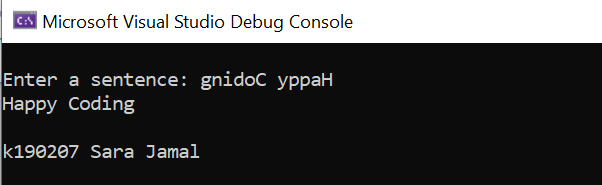 Microsoft Visual Studio Debug Console
Enter a sentence: gnidoC yppaH
Happy Coding
k190207 Sara Jamal